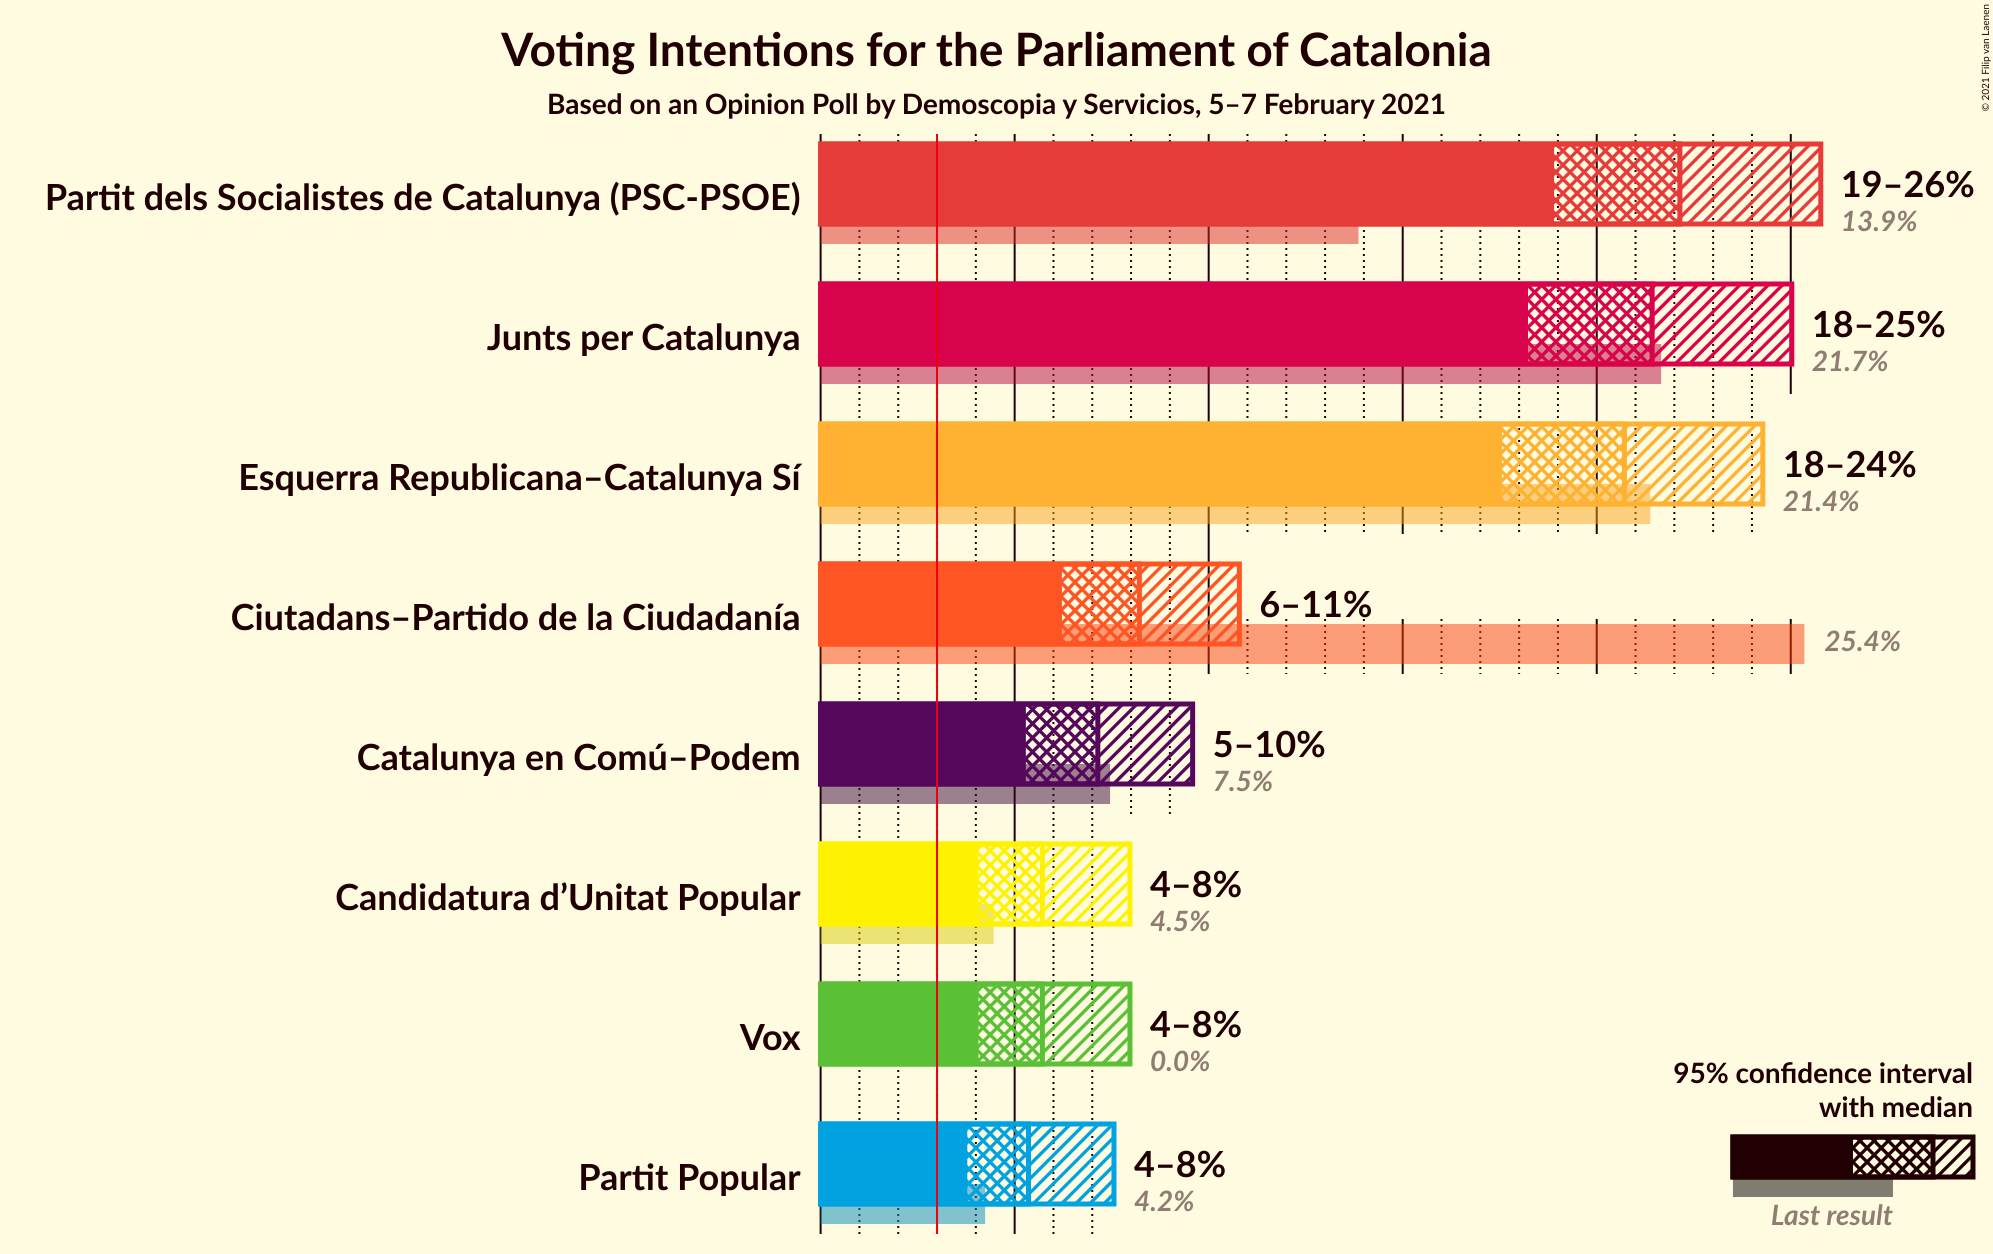 Voting Intentions for the Parliament of Catalonia
Based on an Opinion Poll by Demoscopia y Servicios, 5–7 February 2021
© 2021 Filip van Laenen
Partit dels Socialistes de Catalunya (PSC-PSOE)
19–26%
13.9%
Junts per Catalunya
18–25%
21.7%
Esquerra Republicana–Catalunya Sí
18–24%
21.4%
Ciutadans–Partido de la Ciudadanía
6–11%
25.4%
Catalunya en Comú–Podem
5–10%
7.5%
Candidatura d’Unitat Popular
4–8%
4.5%
Vox
4–8%
0.0%
Partit Popular
4–8%
4.2%
95% confidence interval
with median
Last result